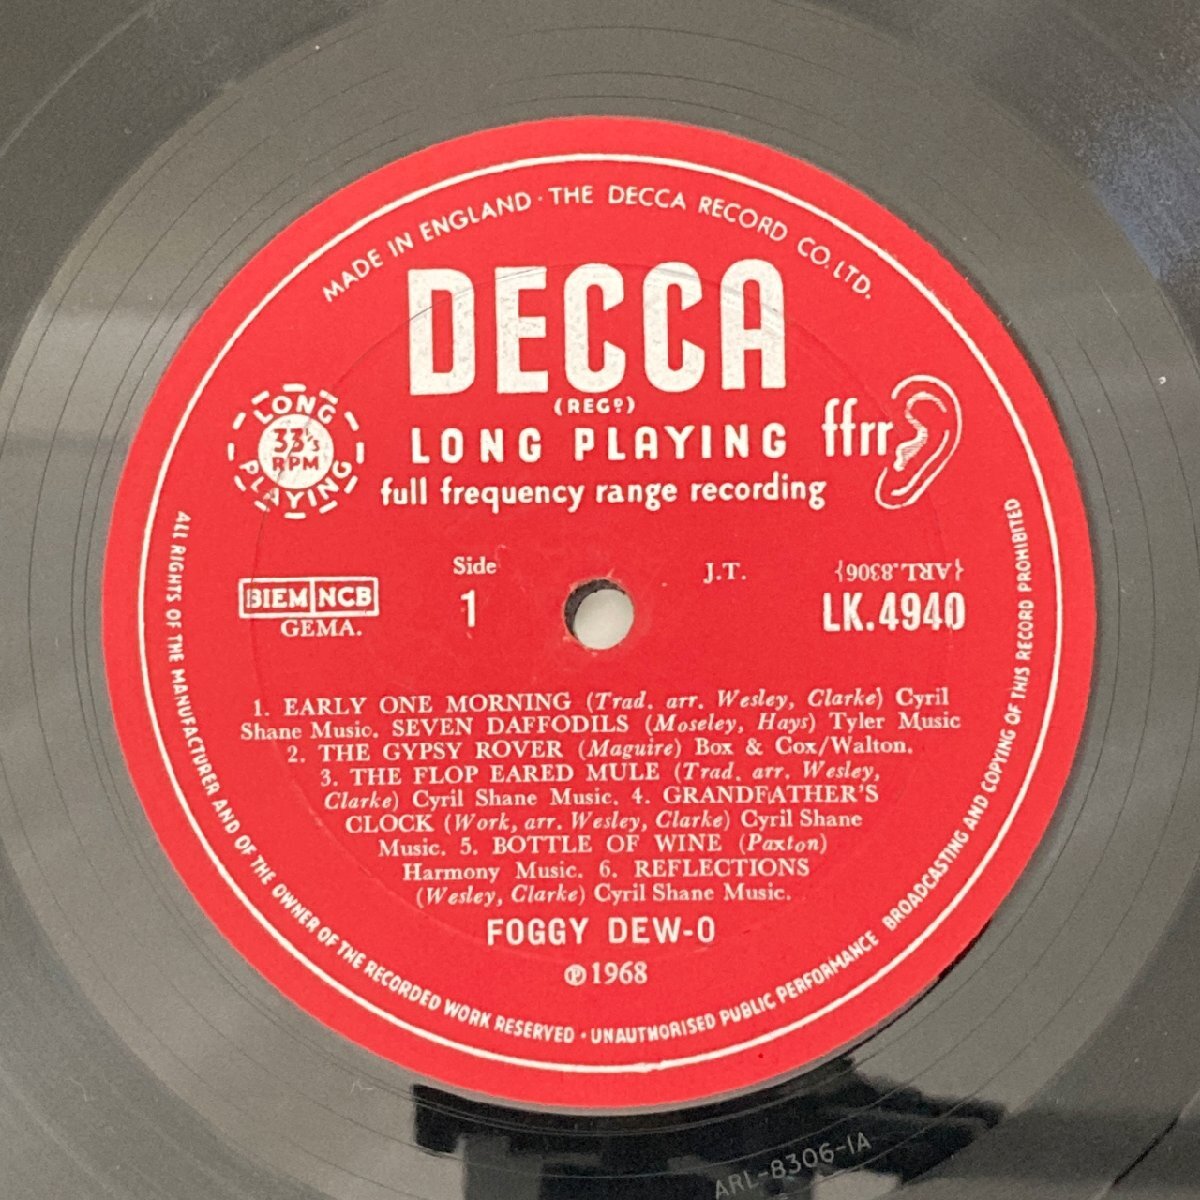 MADE IN ENGLAND · THE DECCA RECORD CO. LTD.
DECCA
(REGᴰ)
LONG PLAYING
33⅓ RPM
LONG PLAYING
ffrr
full frequency range recording
Side
1
J.T.
{ARL.8306}
LK.4940
BIEM NCB
GEMA.
1. EARLY ONE MORNING (Trad. arr. Wesley, Clarke) Cyril
Shane Music. SEVEN DAFFODILS (Moseley, Hays) Tyler Music
2. THE GYPSY ROVER (Maguire) Box & Cox/Walton.
3. THE FLOP EARED MULE (Trad. arr. Wesley,
Clarke) Cyril Shane Music. 4. GRANDFATHER'S
CLOCK (Work, arr. Wesley, Clarke) Cyril Shane
Music. 5. BOTTLE OF WINE (Paxton)
Harmony Music. 6. REFLECTIONS
(Wesley, Clarke) Cyril Shane Music.
FOGGY DEW-O
℗1968
ALL RIGHTS OF THE MANUFACTURER AND OF THE OWNER OF THE RECORDED WORK RESERVED · UNAUTHORISED PUBLIC PERFORMANCE BROADCASTING AND COPYING OF THIS RECORD PROHIBITED
ARL-8306-1A